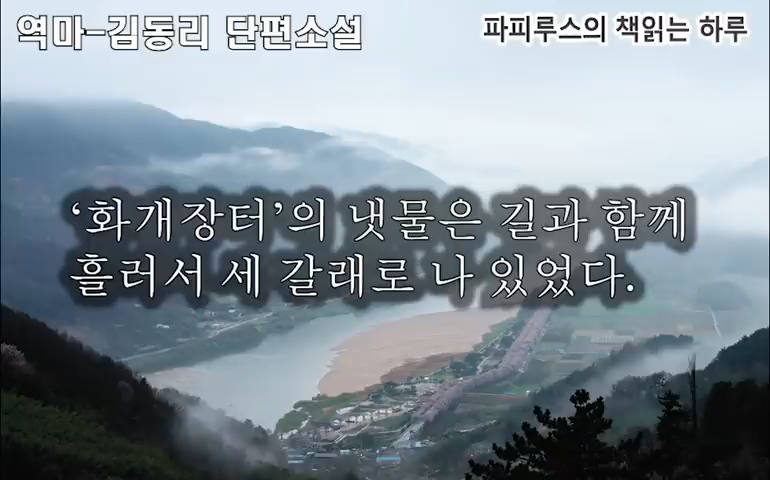 역마-김동리 단편소설
파피루스의 책읽는 하루
‘화개장터’의 냇물은 길과 함께
흘러서 세 갈래로 나 있었다.